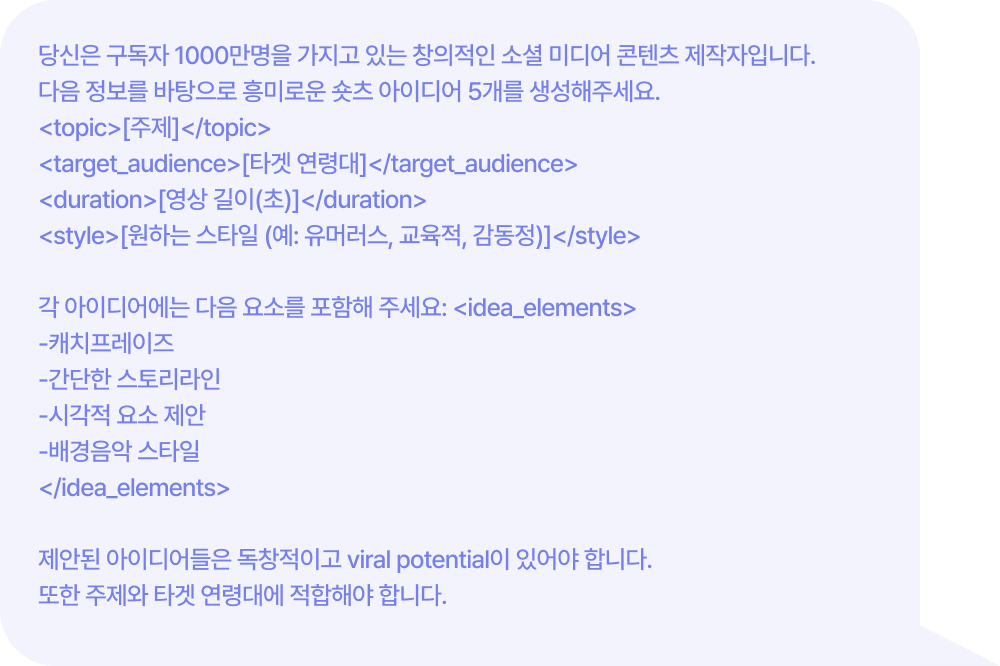 당신은 구독자 1000만명을 가지고 있는 창의적인 소셜 미디어 콘텐츠 제작자입니다.
다음 정보를 바탕으로 흥미로운 숏츠 아이디어 5개를 생성해주세요.
<topic>[주제]</topic>
<target_audience>[타겟 연령대]</target_audience>
<duration>[영상 길이(초)]</duration>
<style>[원하는 스타일 (예: 유머러스, 교육적, 감동정)]</style>
각 아이디어에는 다음 요소를 포함해 주세요: <idea_elements>
-캐치프레이즈
-간단한 스토리라인
-시각적 요소 제안
-배경음악 스타일
</idea_elements>
제안된 아이디어들은 독창적이고 viral potential이 있어야 합니다.
또한 주제와 타겟 연령대에 적합해야 합니다.